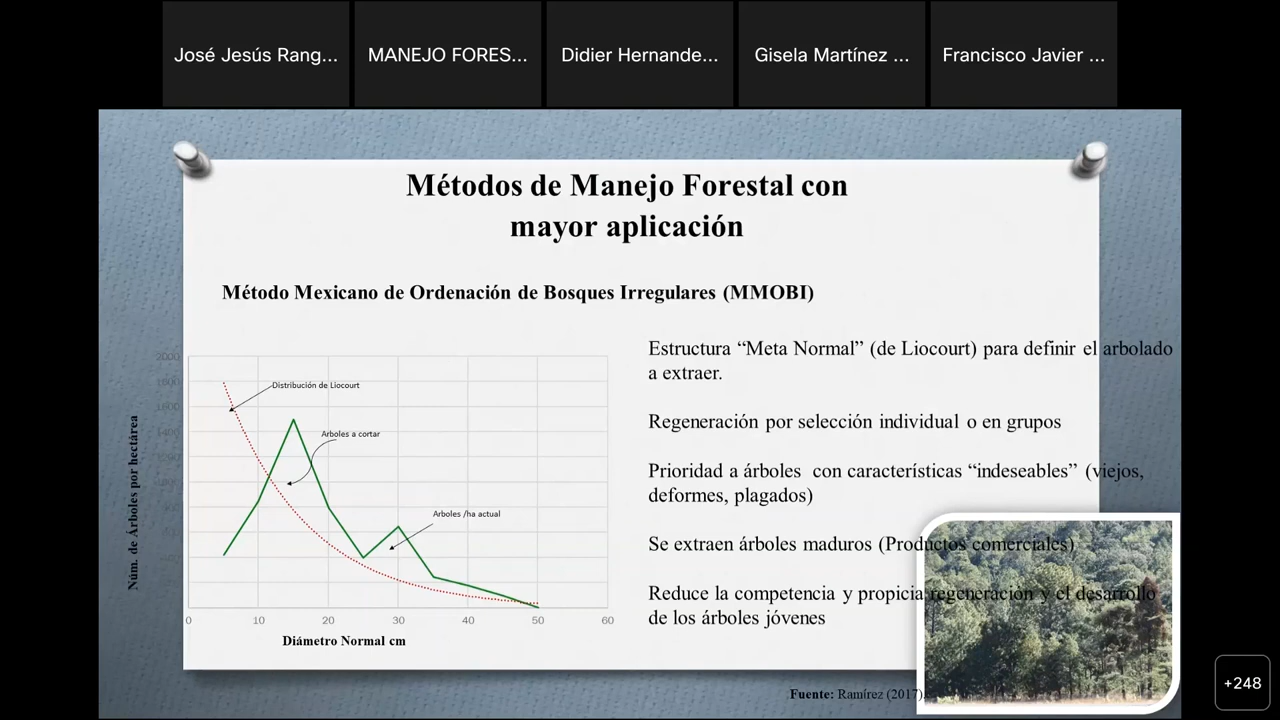 José Jesús Rang...
MANEJO FORES...
Didier Hernande...
Gisela Martínez ...
Francisco Javier ...
Métodos de Manejo Forestal con
mayor aplicación
Método Mexicano de Ordenación de Bosques Irregulares (MMOBI)
Estructura “Meta Normal” (de Liocourt) para definir el arbolado
a extraer.
Regeneración por selección individual o en grupos
Prioridad a árboles con características “indeseables” (viejos,
deformes, plagados)
Se extraen árboles maduros (Productos comerciales)
Reduce la competencia y propicia regeneración y el desarrollo
de los árboles jóvenes
Núm. de Árboles por hectárea
2000
1800
1600
1400
Distribución de Liocourt
Arboles a cortar
Arboles /ha actual
0
10
20
30
40
50
60
Diámetro Normal cm
Fuente: Ramírez (2017)
+248